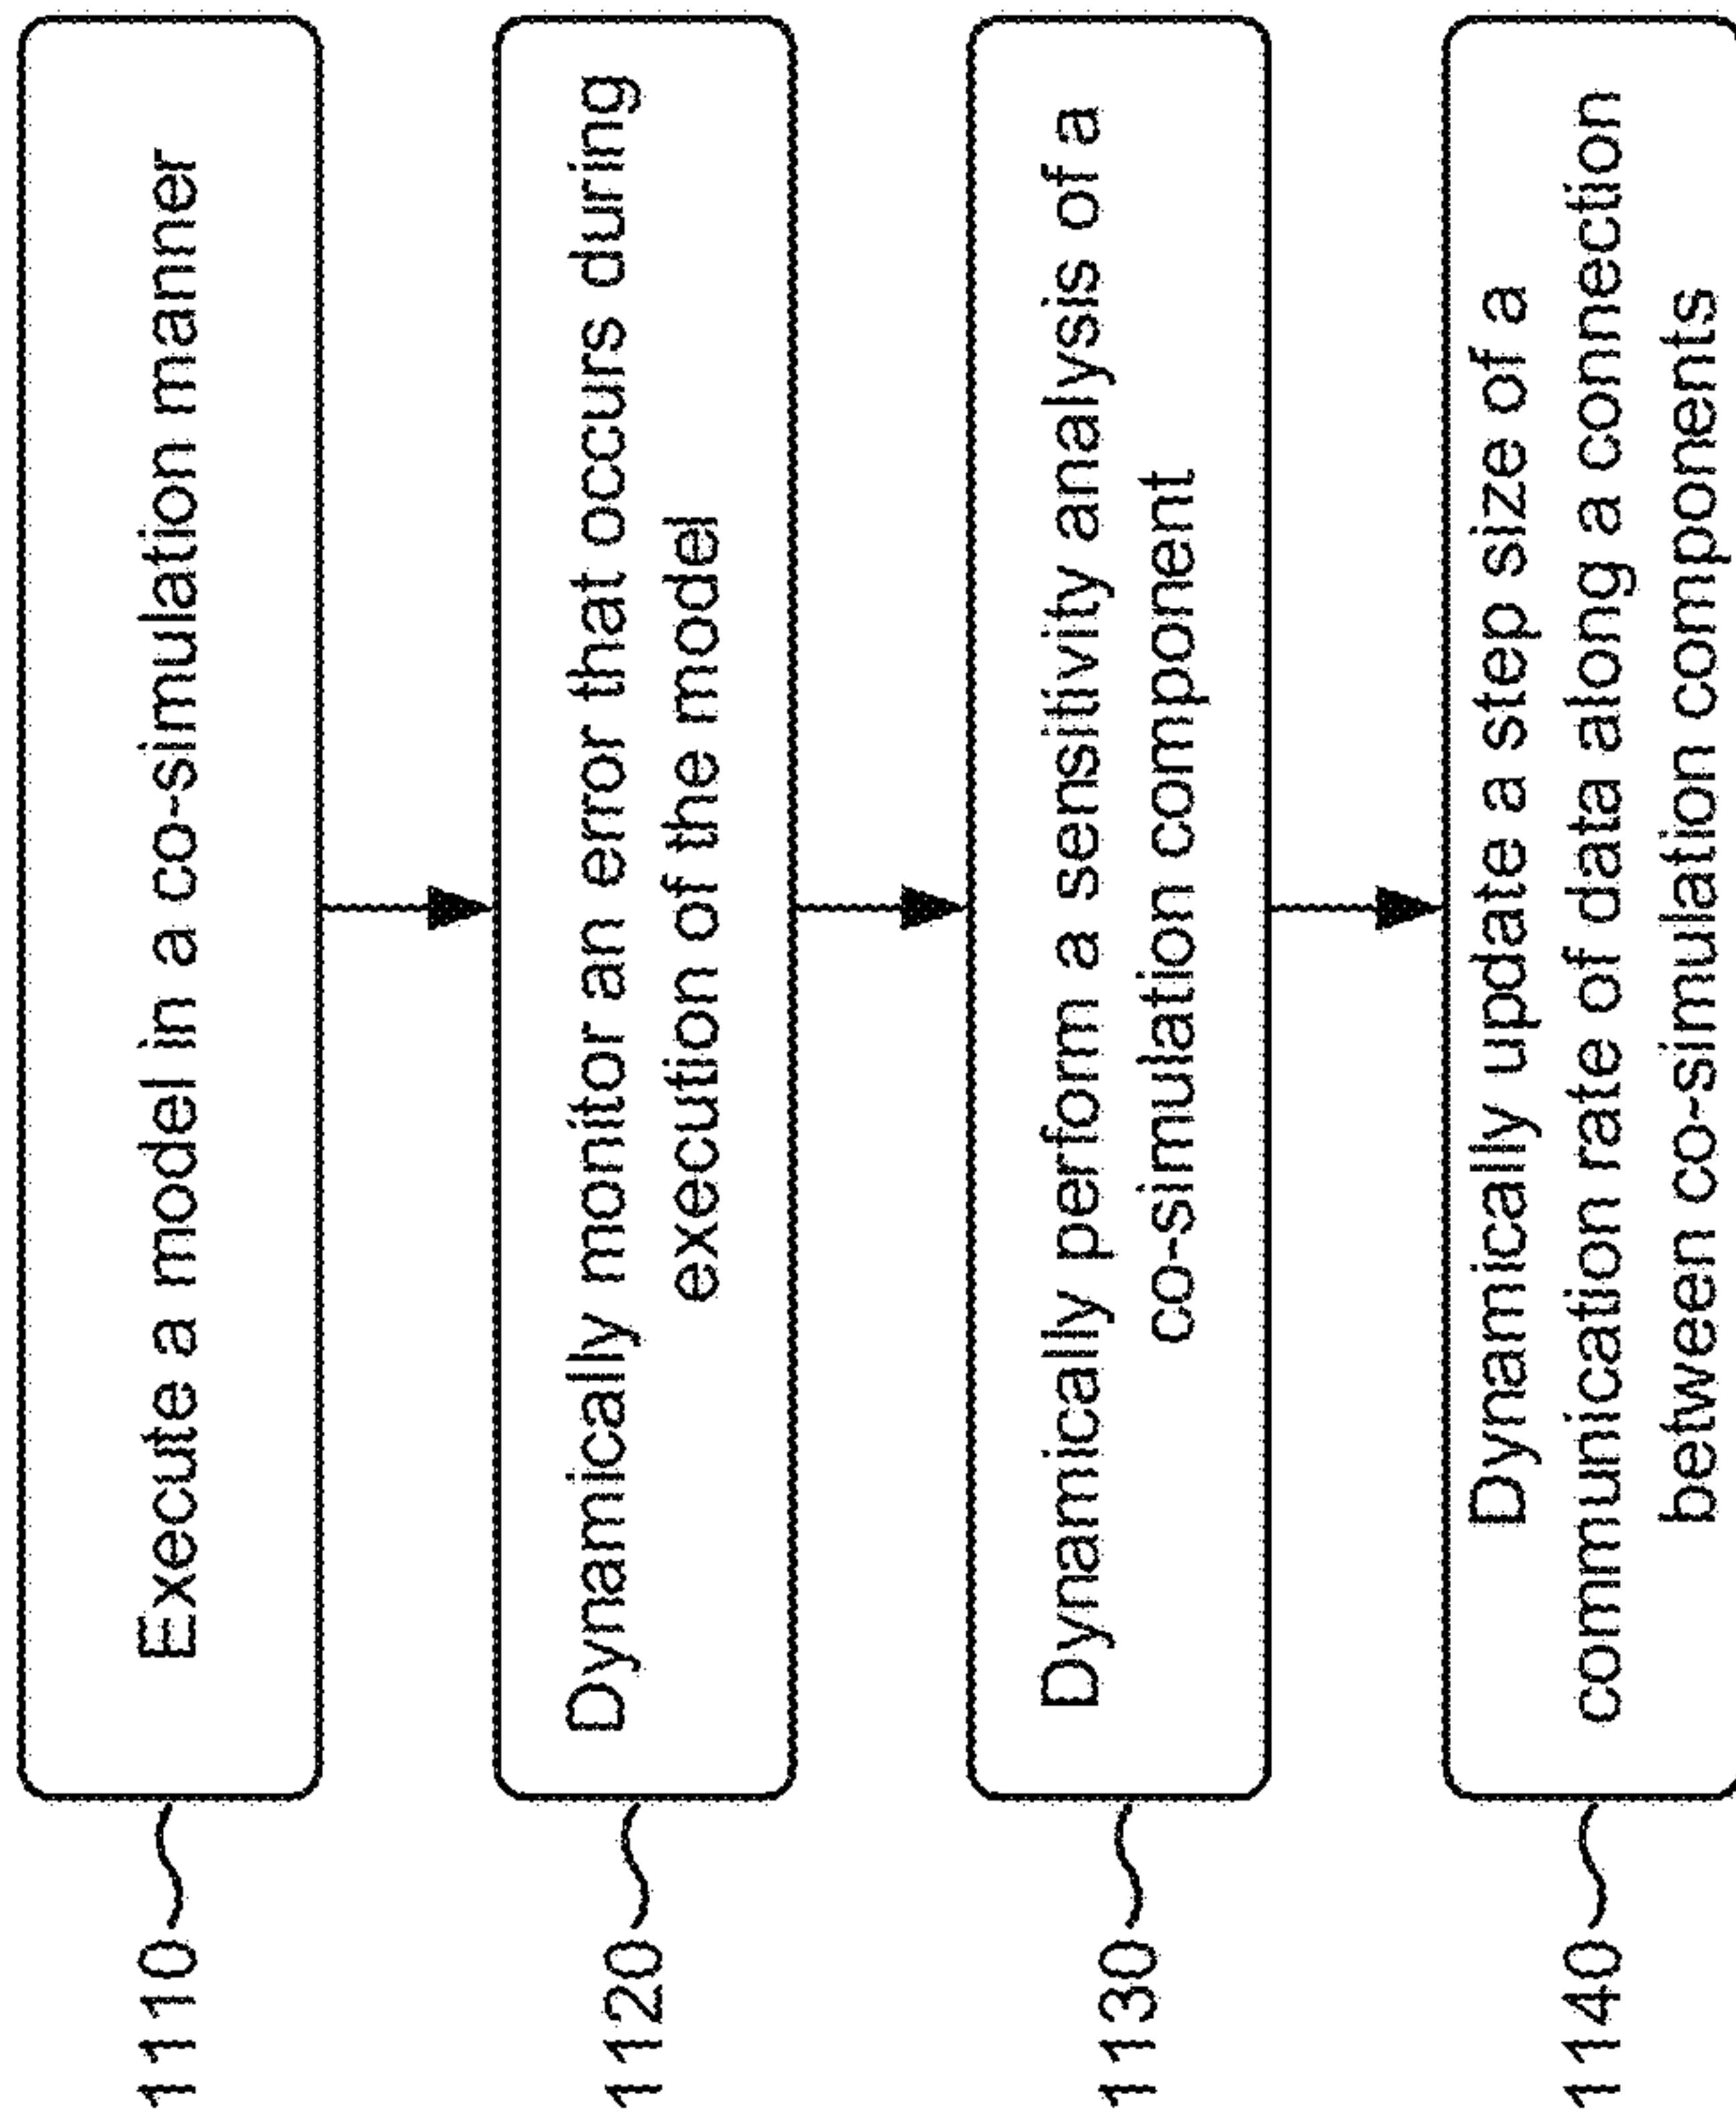 1110
Execute a model in a co-simulation manner
1120
Dynamically monitor an error that occurs during
execution of the model
1130
Dynamically perform a sensitivity analysis of a
co-simulation component
1140
Dynamically update a step size of a
communication rate of data along a connection
between co-simulation components